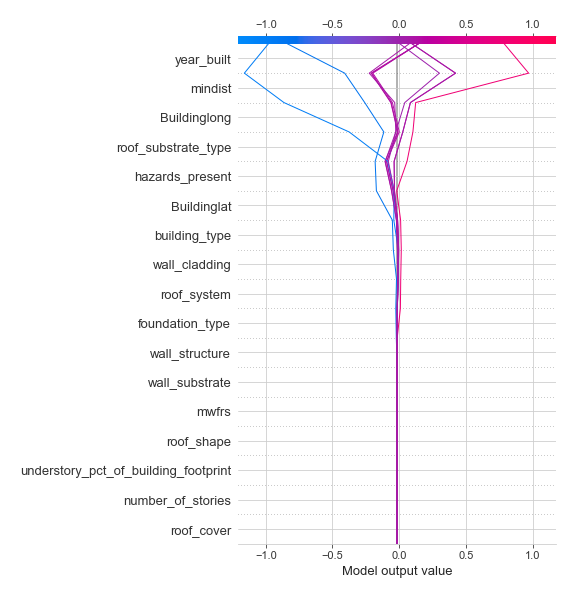 −1.0 −0.5 0.0 0.5 1.0
year_built
mindist
Buildinglong
roof_substrate_type
hazards_present
Buildinglat
building_type
wall_cladding
roof_system
foundation_type
wall_structure
wall_substrate
mwfrs
roof_shape
understory_pct_of_building_footprint
number_of_stories
roof_cover
−1.0 −0.5 0.0 0.5 1.0
Model output value